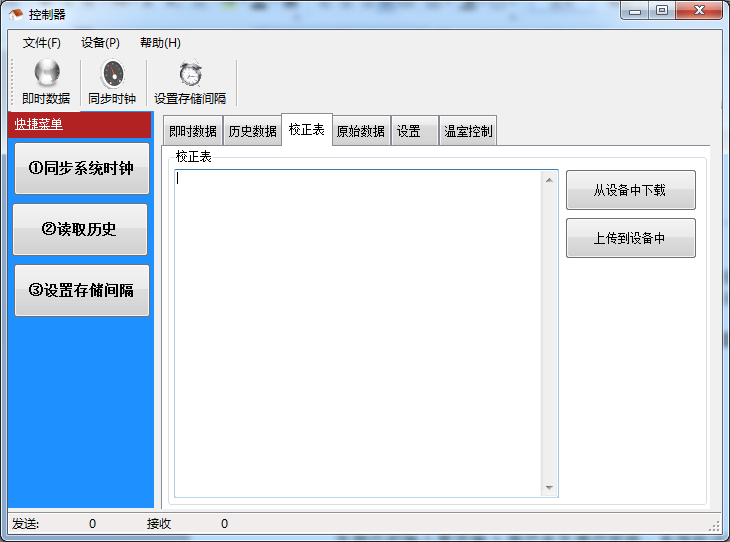 控制器
文件(F) 设备(P) 帮助(H)
即时数据 同步时钟 设置存储间隔
快捷菜单
①同步系统时钟
②读取历史
③设置存储间隔
即时数据 历史数据 校正表 原始数据 设置 温室控制
校正表
从设备中下载
上传到设备中
发送: 0 接收 0